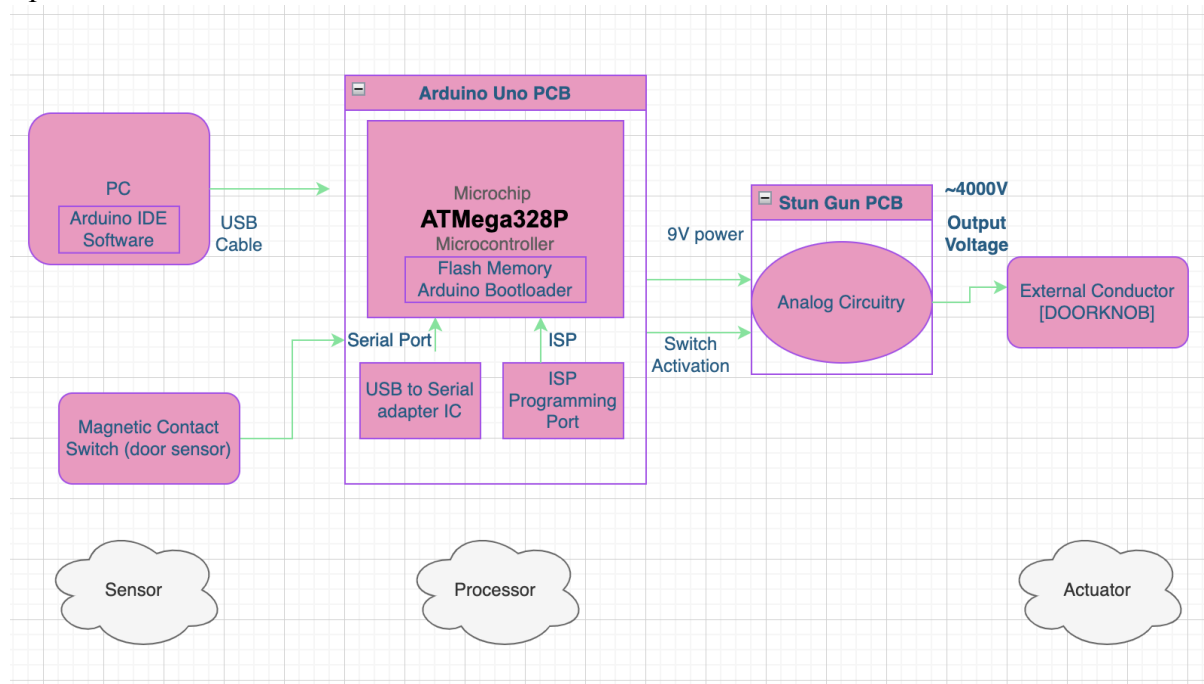 Arduino Uno PCB
PC
Arduino IDE
Software
USB
Cable
Microchip
ATMega328P
Microcontroller
Flash Memory
Arduino Bootloader
Serial Port
ISP
USB to Serial
adapter IC
ISP
Programming
Port
Magnetic Contact
Switch (door sensor)
9V power
Switch
Activation
Stun Gun PCB
Analog Circuitry
~4000V
Output
Voltage
External Conductor
[DOORKNOB]
Sensor
Processor
Actuator